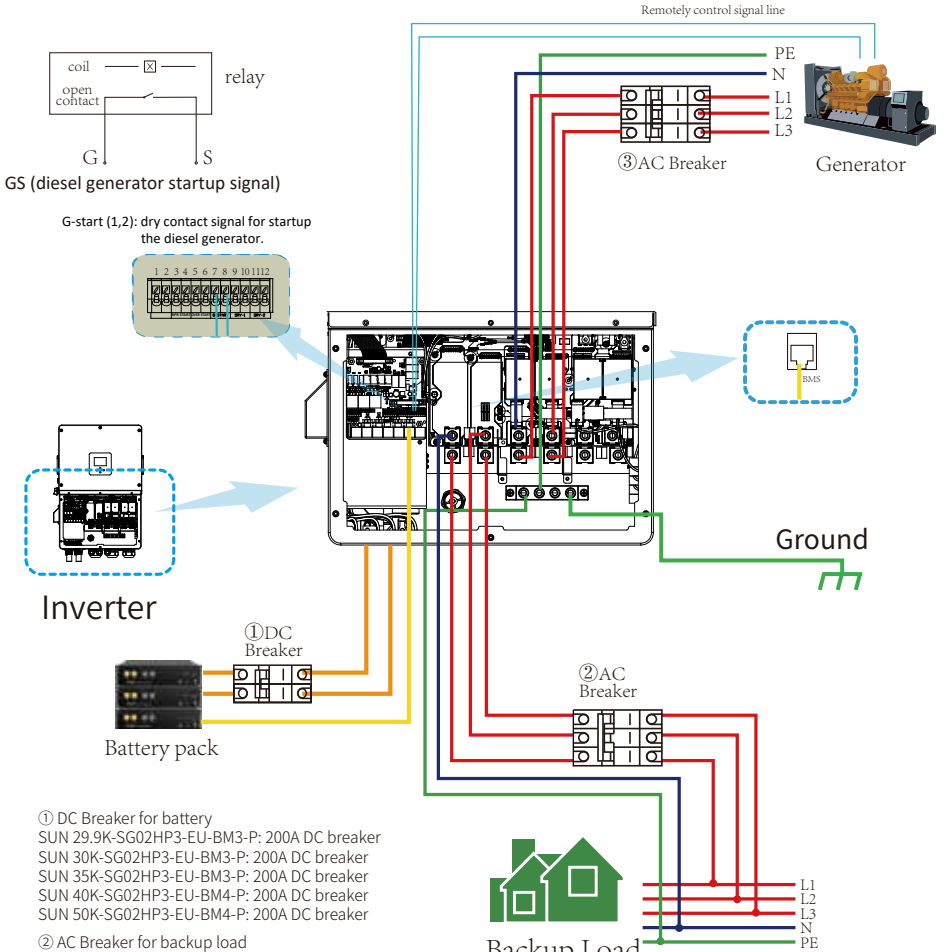 Remotely control signal line
coil
relay
open
contact
G
S
GS (diesel generator startup signal)
PE
N
L1
L2
L3
③AC Breaker
Generator
G-start (1,2): dry contact signal for startup
the diesel generator.
1 2 3 4 5 6 7 8 9 10 11 12
BMS
Ground
Inverter
①DC
Breaker
②AC
Breaker
Battery pack
① DC Breaker for battery
SUN 29.9K-SG02HP3-EU-BM3-P: 200A DC breaker
SUN 30K-SG02HP3-EU-BM3-P: 200A DC breaker
SUN 35K-SG02HP3-EU-BM3-P: 200A DC breaker
SUN 40K-SG02HP3-EU-BM4-P: 200A DC breaker
SUN 50K-SG02HP3-EU-BM4-P: 200A DC breaker
② AC Breaker for backup load
L1
L2
L3
N
PE
Backup Load